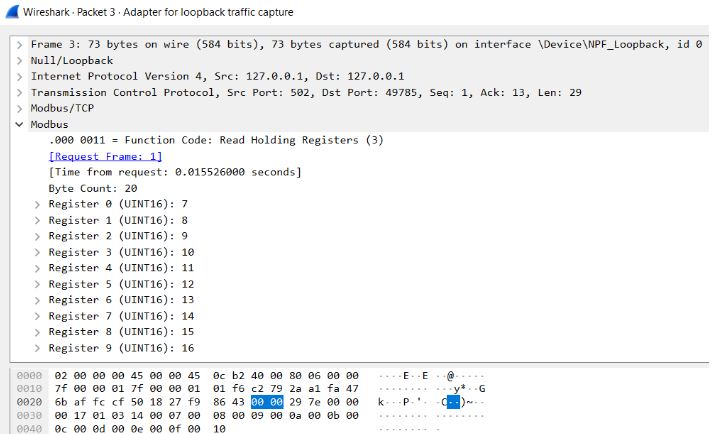 Wireshark · Packet 3 · Adapter for loopback traffic capture
> Frame 3: 73 bytes on wire (584 bits), 73 bytes captured (584 bits) on interface \Device\NPF_Loopback, id 0
> Null/Loopback
> Internet Protocol Version 4, Src: 127.0.0.1, Dst: 127.0.0.1
> Transmission Control Protocol, Src Port: 502, Dst Port: 49785, Seq: 1, Ack: 13, Len: 29
> Modbus/TCP
Modbus
.000 0011 = Function Code: Read Holding Registers (3)
[Request Frame: 1]
[Time from request: 0.015526000 seconds]
Byte Count: 20
> Register 0 (UINT16): 7
> Register 1 (UINT16): 8
> Register 2 (UINT16): 9
> Register 3 (UINT16): 10
> Register 4 (UINT16): 11
> Register 5 (UINT16): 12
> Register 6 (UINT16): 13
> Register 7 (UINT16): 14
> Register 8 (UINT16): 15
> Register 9 (UINT16): 16
0000 02 00 00 00 45 00 00 45 0c b2 40 00 80 06 00 00 ····E··E ··@·····
0010 7f 00 00 01 7f 00 00 01 01 f6 c2 79 2a a1 fa 47 ········ ···y*··G
0020 6b af fc cf 50 18 27 f9 86 43 00 00 29 7e 00 00 k···P·'· ·C··)~··
0030 00 17 01 03 14 00 07 00 08 00 09 00 0a 00 0b 00 ········ ········
0040 0c 00 0d 00 0e 00 0f 00 10 ········ ·